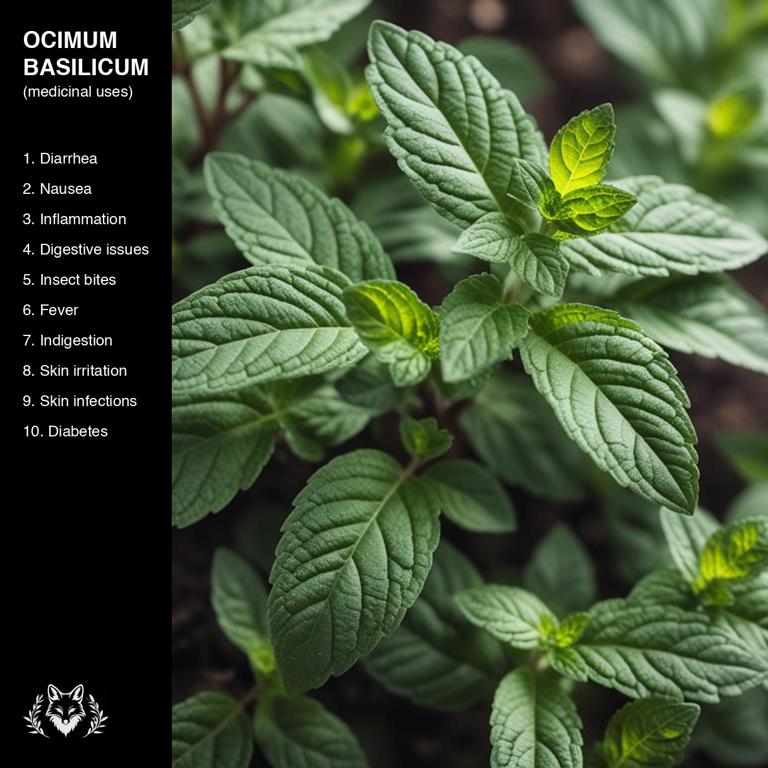 OCIMUM
BASILICUM
(medicinal uses)
1. Diarrhea
2. Nausea
3. Inflammation
4. Digestive issues
5. Insect bites
6. Fever
7. Indigestion
8. Skin irritation
9. Skin infections
10. Diabetes